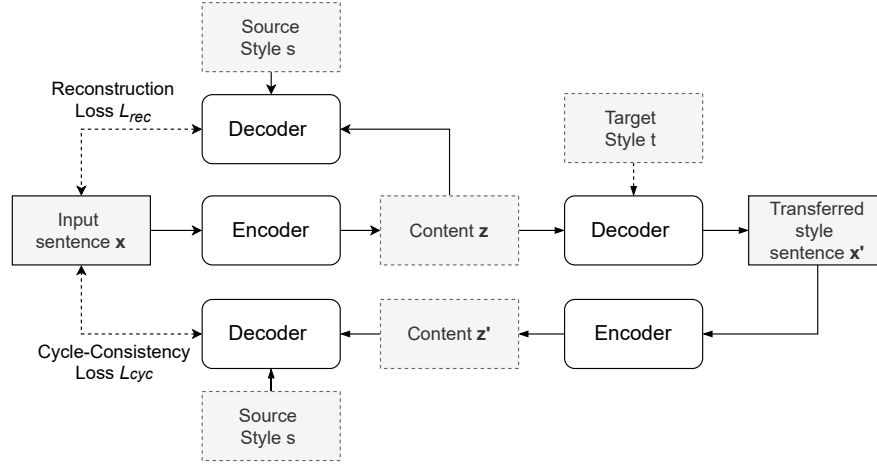 Source
Style s
Reconstruction
Loss L_rec
Decoder
Target
Style t
Input
sentence x
Encoder
Content z
Decoder
Transferred
style
sentence x'
Decoder
Content z'
Encoder
Cycle-Consistency
Loss Lcyc
Source
Style s